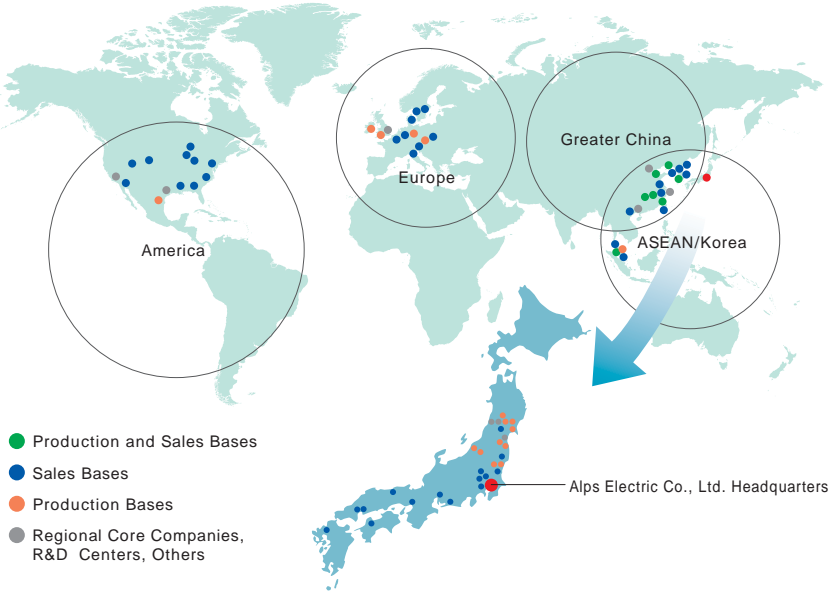 Greater China
Europe
America
ASEAN/Korea
Production and Sales Bases
Sales Bases
Production Bases
Regional Core Companies,
R&D Centers, Others
Alps Electric Co., Ltd. Headquarters